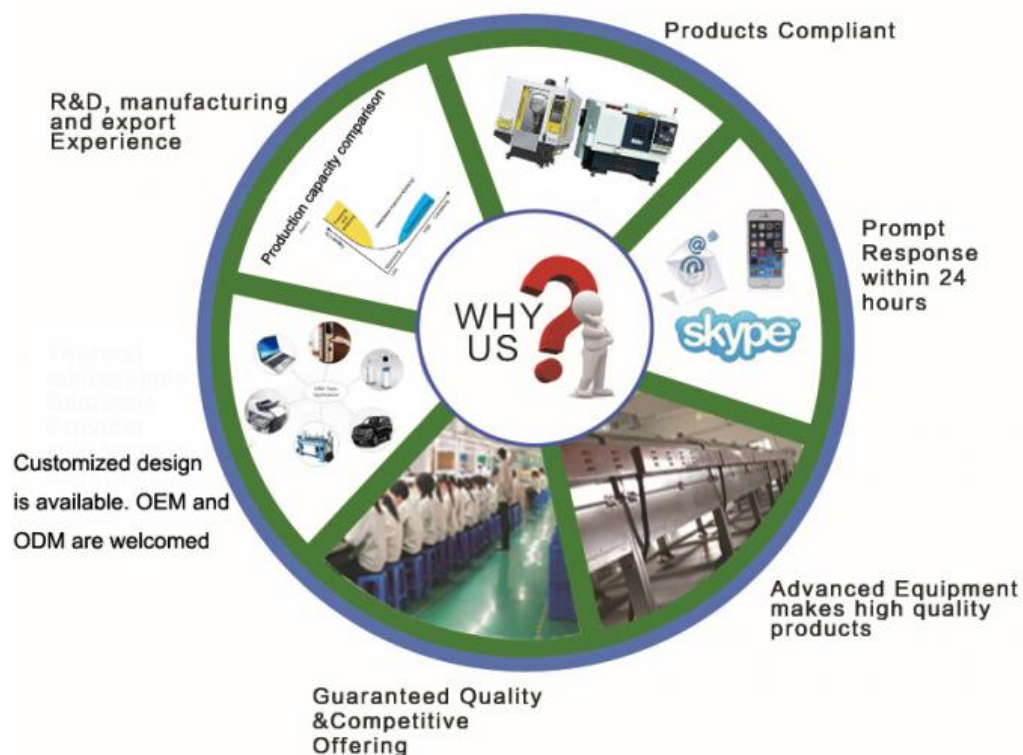 Products Compliant
R&D, manufacturing
and export
Experience
Production capacity comparison
Prompt
Response
within 24
hours
WHY
US
skype
Customized design
is available. OEM and
ODM are welcomed
Advanced Equipment
makes high quality
products
Guaranteed Quality
&Competitive
Offering